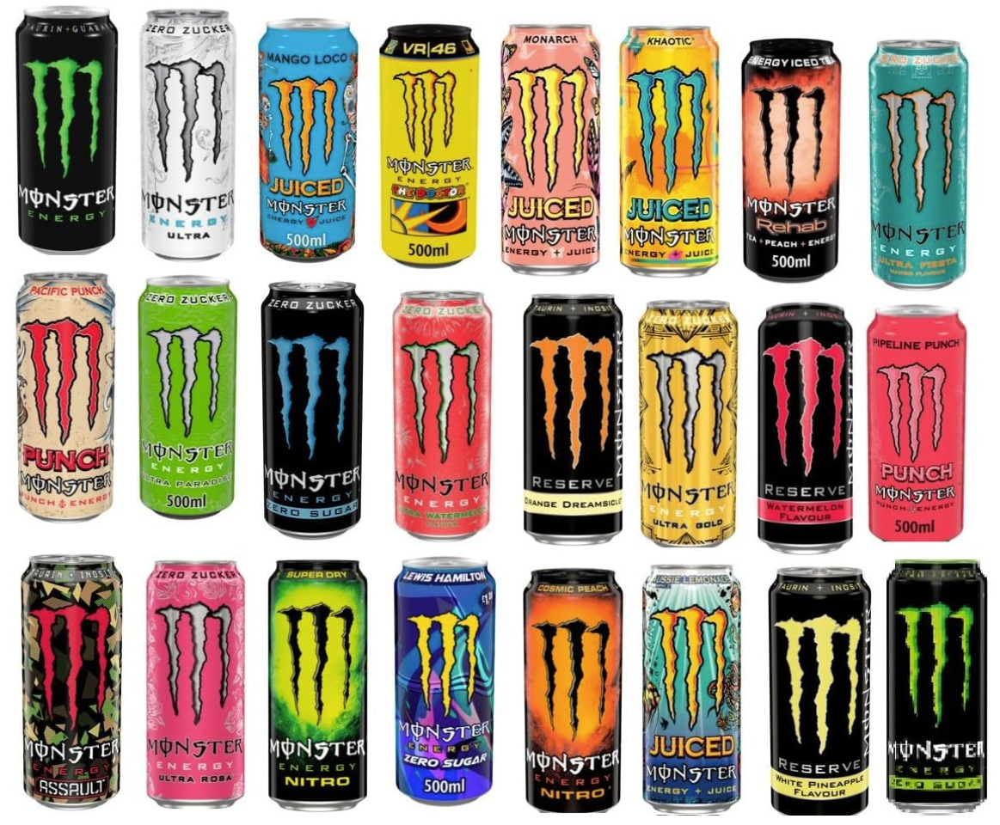 TAURIN+GUARANA
MONSTER
ENERGY
ZERO ZUCKER
MONSTER
ENERGY
ULTRA
MANGO LOCO
JUICED
MONSTER
ENERGY JUICE
500ml
VR|46
MONSTER
ENERGY
THE DOCTOR
500ml
MONARCH
JUICED
MONSTER
ENERGY + JUICE
KHAOTIC
JUICED
MONSTER
ENERGY + JUICE
ENERGY ICED TEA
MONSTER
Rehab
TEA + PEACH + ENERGY
500ml
ZERO ZUCKER
MONSTER
ENERGY
ULTRA FIESTA
MANGO FLAVOUR
PACIFIC PUNCH
PUNCH
MONSTER
PUNCH ENERGY
MONSTER
ENERGY
ULTRA PARADISE
500ml
ZERO ZUCKER
MONSTER
ENERGY
ZERO SUGAR
ZERO ZUCKER
MONSTER
ENERGY
ULTRA WATERMELON
TAURIN + INOSIT
MONSTER
RESERVE
ORANGE DREAMSICLE
ZERO ZUCKER
MONSTER
ENERGY
ULTRA GOLD
TAURIN + INOSIT
MONSTER
RESERVE
WATERMELON
FLAVOUR
PIPELINE PUNCH
PUNCH
MONSTER
PUNCH ENERGY
500ml
TAURIN + INOSIT
MONSTER
ENERGY
ASSAULT
ZERO ZUCKER
MONSTER
ENERGY
ULTRA ROSA
SUPER DRY
MONSTER
ENERGY
NITRO
LEWIS HAMILTON
MONSTER
ENERGY
ZERO SUGAR
500ml
COSMIC PEACH
MONSTER
ENERGY
NITRO
AUSSIE LEMONADE
JUICED
MONSTER
ENERGY + JUICE
TAURIN + INOSIT
MONSTER
RESERVE
WHITE PINEAPPLE
FLAVOUR
MONSTER
ENERGY
ZERO SUGAR